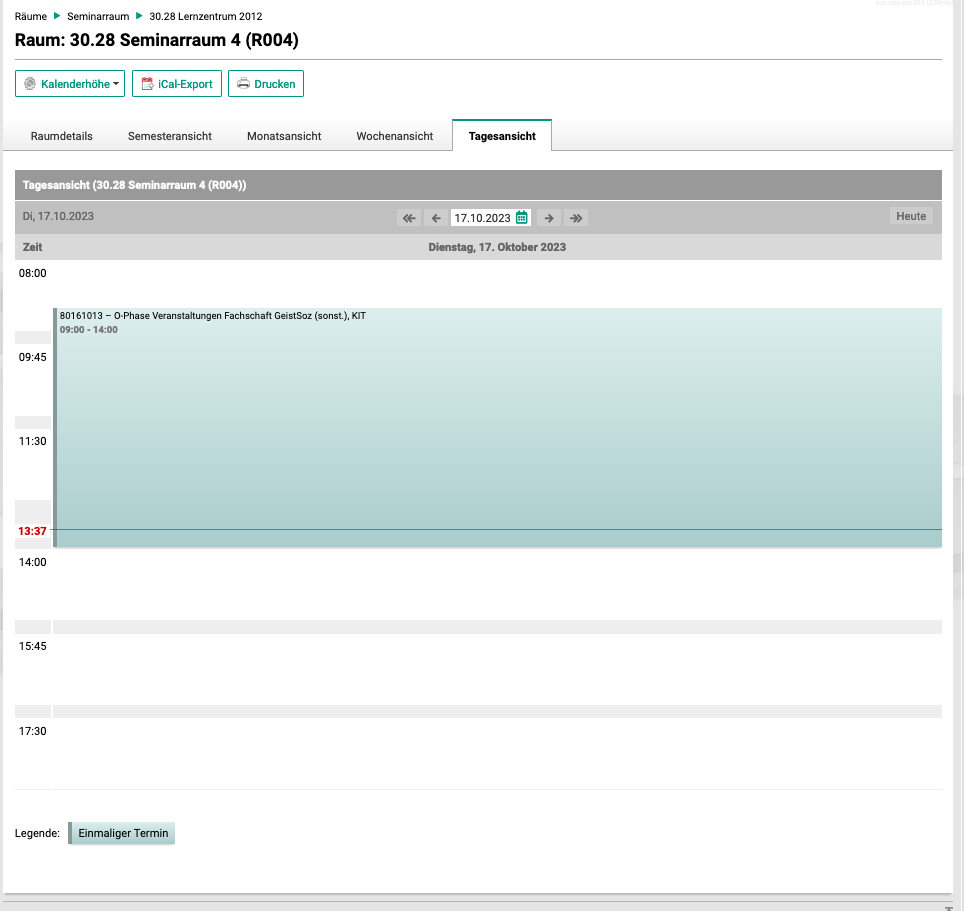 Räume Seminarraum 30.28 Lernzentrum 2012
Raum: 30.28 Seminarraum 4 (R004)
Kalenderhöhe iCal-Export Drucken
Raumdetails Semesteransicht Monatsansicht Wochenansicht Tagesansicht
Tagesansicht (30.28 Seminarraum 4 (R004))
Di, 17.10.2023 17.10.2023 Heute
Zeit Dienstag, 17. Oktober 2023
08:00
80161013 – O-Phase Veranstaltungen Fachschaft GeistSoz (sonst.), KIT
09:00 - 14:00
09:45
11:30
13:37
14:00
15:45
17:30
Legende: Einmaliger Termin